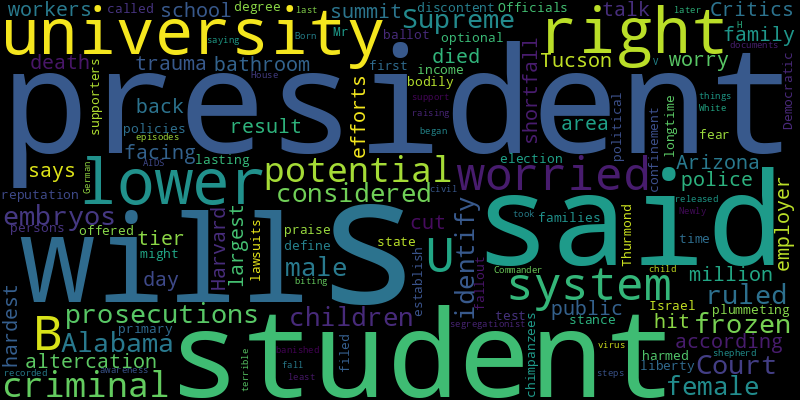 workers called school degree last summit discontent Officials talk later Critics
university saying Born Mr Supreme ballot optional right H family
death trauma bathroom House first died income Tucson v worry documents
president
supporters back efforts bodily support shortfall things White Democratic
policies episodes result raising began area political confinement longtime fear
facing AIDS says lasting German lower potential election worried Arizona
reputation considered civil police
embryos persons offered tier Harvard largest lawsuits praise define cut identify took families Thurmond released Newly employer
might state male U said time
will S day establish fallout Commander child system million
hardest prosecutions biting Israel plummeting ruled
B children segregationist test public hit frozen
Alabama primary filed chimpanzees stance virus according
altercation banished fall harmed Court shepherd
recorded awareness terrible least student steps liberty
criminal female